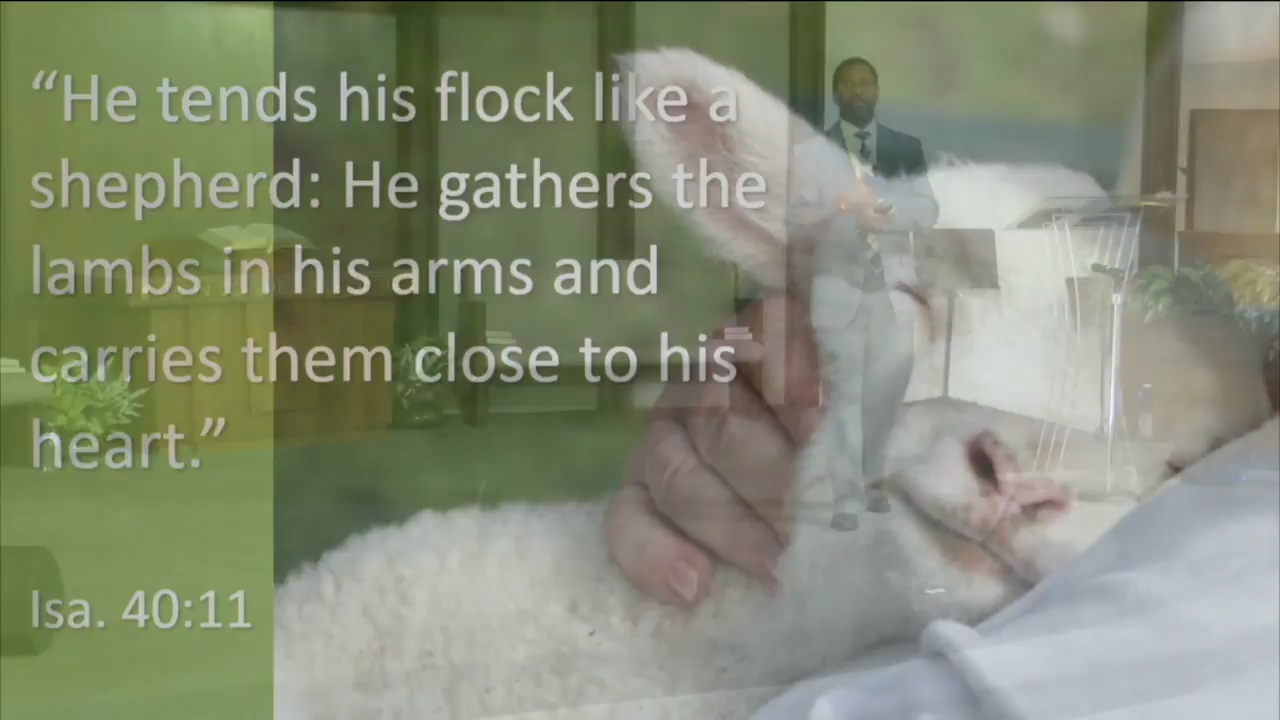 “He tends his flock like a
shepherd: He gathers the
lambs in his arms and
carries them close to his
heart.”
Isa. 40:11